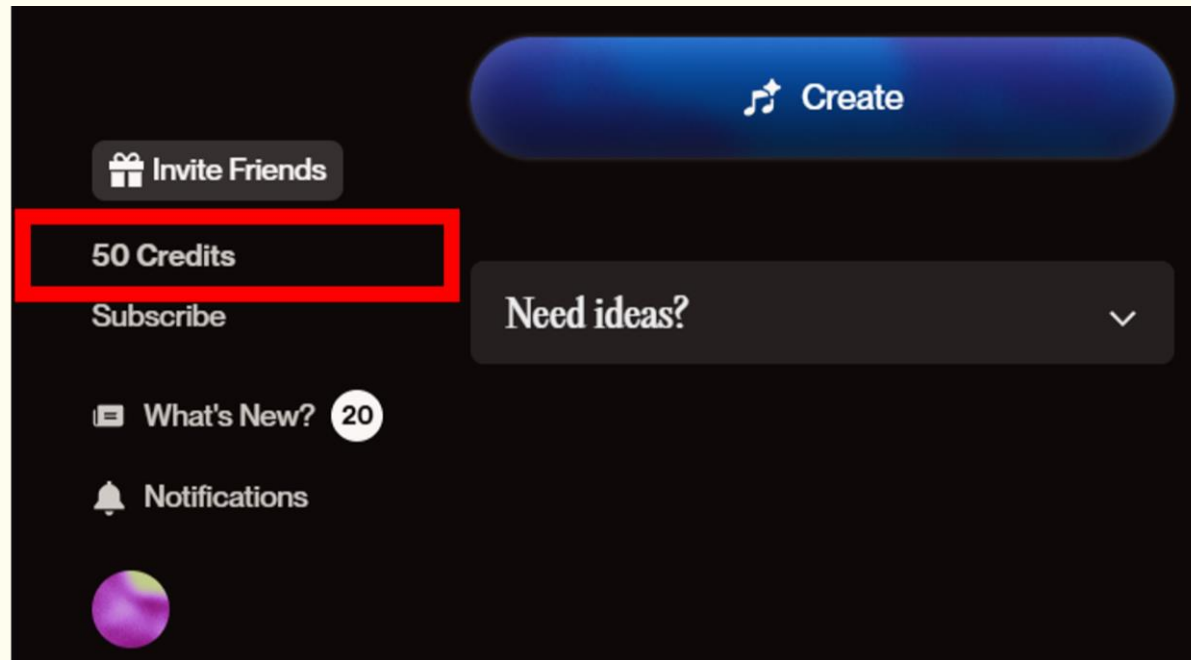 Create
Invite Friends
50 Credits
Subscribe
Need ideas?
What's New? 20
Notifications